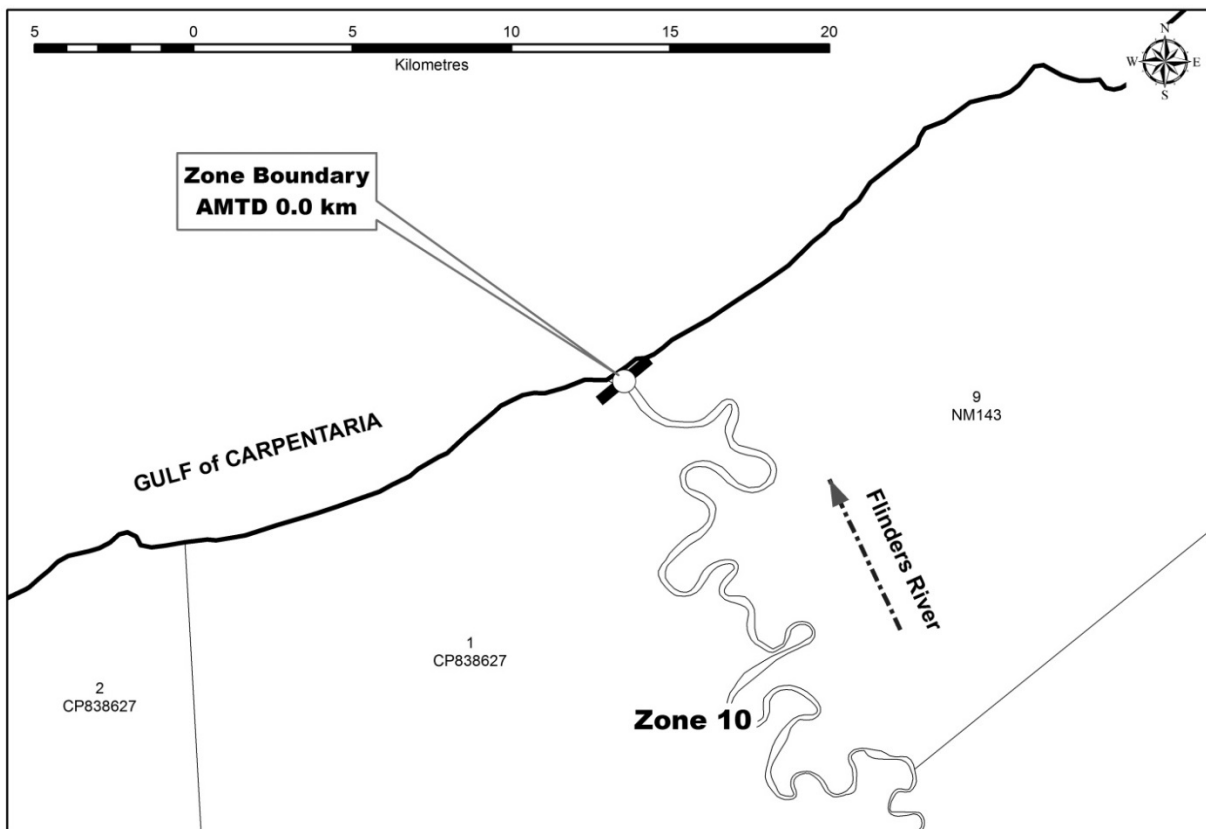 5 0 5 10 15 20
Kilometres
N
W E
S
Zone Boundary
AMTD 0.0 km
9
NM143
GULF of CARPENTARIA
Flinders River
1
CP838627
2
CP838627
Zone 10